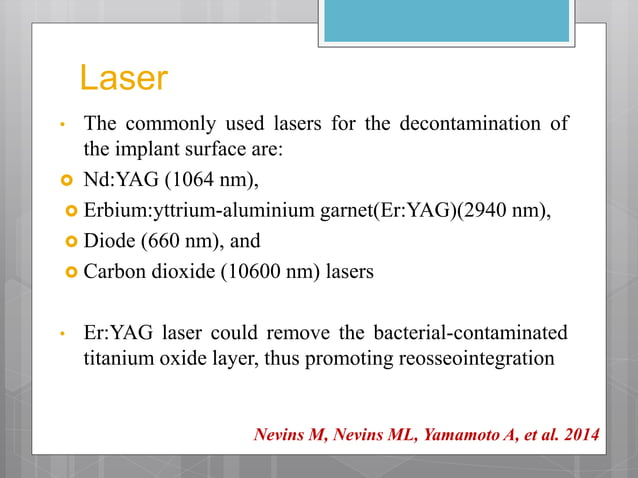 Laser
• The commonly used lasers for the decontamination of
the implant surface are:
Nd:YAG (1064 nm),
Erbium:yttrium-aluminium garnet(Er:YAG)(2940 nm),
Diode (660 nm), and
Carbon dioxide (10600 nm) lasers
• Er:YAG laser could remove the bacterial-contaminated
titanium oxide layer, thus promoting reosseointegration
Nevins M, Nevins ML, Yamamoto A, et al. 2014